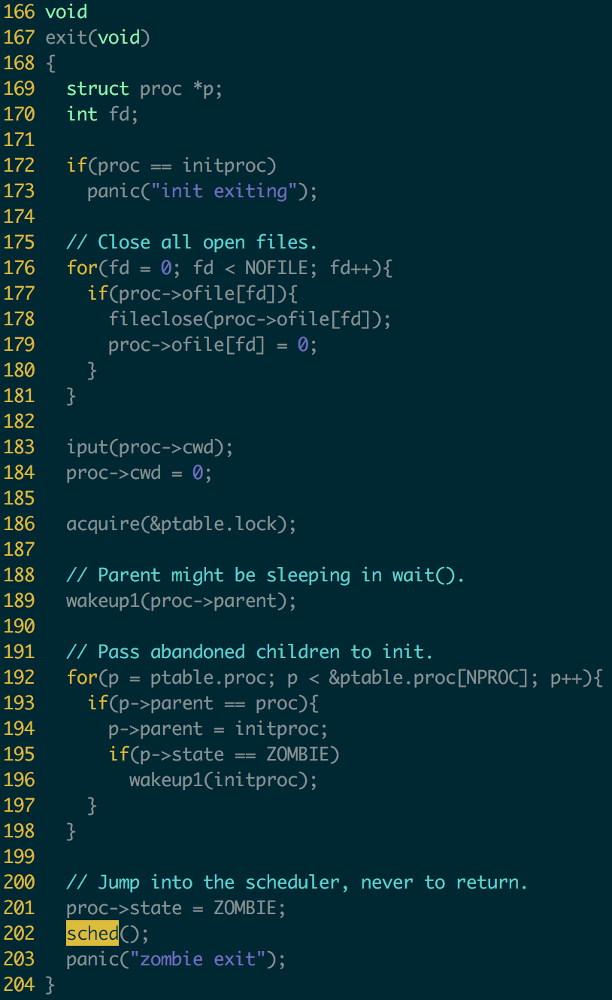 166 void
167 exit(void)
168 {
169   struct proc *p;
170   int fd;
171
172   if(proc == initproc)
173     panic("init exiting");
174
175   // Close all open files.
176   for(fd = 0; fd < NOFILE; fd++){
177     if(proc->ofile[fd]){
178       fileclose(proc->ofile[fd]);
179       proc->ofile[fd] = 0;
180     }
181   }
182
183   iput(proc->cwd);
184   proc->cwd = 0;
185
186   acquire(&ptable.lock);
187
188   // Parent might be sleeping in wait().
189   wakeup1(proc->parent);
190
191   // Pass abandoned children to init.
192   for(p = ptable.proc; p < &ptable.proc[NPROC]; p++){
193     if(p->parent == proc){
194       p->parent = initproc;
195       if(p->state == ZOMBIE)
196         wakeup1(initproc);
197     }
198   }
199
200   // Jump into the scheduler, never to return.
201   proc->state = ZOMBIE;
202   sched();
203   panic("zombie exit");
204 }